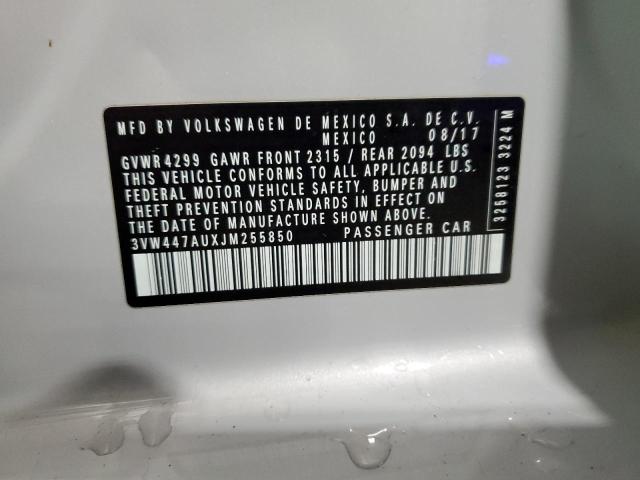 MFD BY VOLKSWAGEN DE MEXICO S.A. DE C.V.
MEXICO 08/17
GVWR 4299 GAWR FRONT 2315 / REAR 2094 LBS
THIS VEHICLE CONFORMS TO ALL APPLICABLE U.S.
FEDERAL MOTOR VEHICLE SAFETY, BUMPER AND
THEFT PREVENTION STANDARDS IN EFFECT ON
THE DATE OF MANUFACTURE SHOWN ABOVE.
3VW447AUXJM255850 PASSENGER CAR
3258123 3224 M